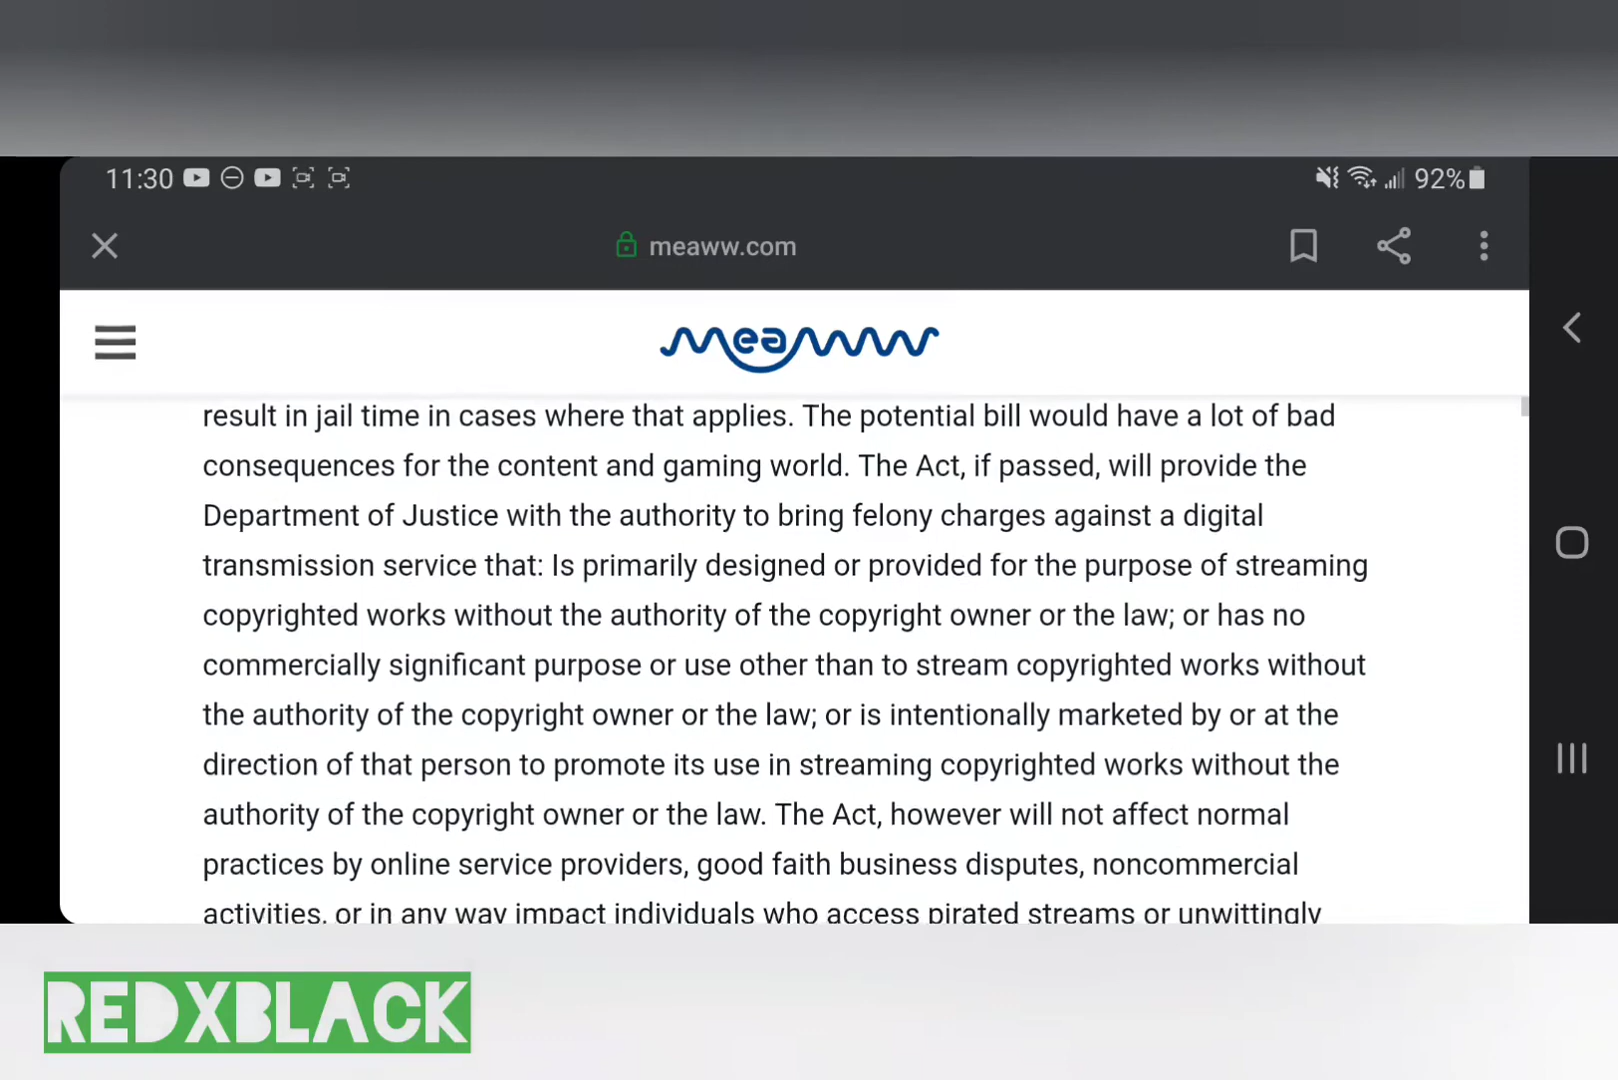 11:30
92%
meaww.com
meaww
result in jail time in cases where that applies. The potential bill would have a lot of bad
consequences for the content and gaming world. The Act, if passed, will provide the
Department of Justice with the authority to bring felony charges against a digital
transmission service that: Is primarily designed or provided for the purpose of streaming
copyrighted works without the authority of the copyright owner or the law; or has no
commercially significant purpose or use other than to stream copyrighted works without
the authority of the copyright owner or the law; or is intentionally marketed by or at the
direction of that person to promote its use in streaming copyrighted works without the
authority of the copyright owner or the law. The Act, however will not affect normal
practices by online service providers, good faith business disputes, noncommercial
activities, or in any way impact individuals who access pirated streams or unwittingly
REDXBLACK